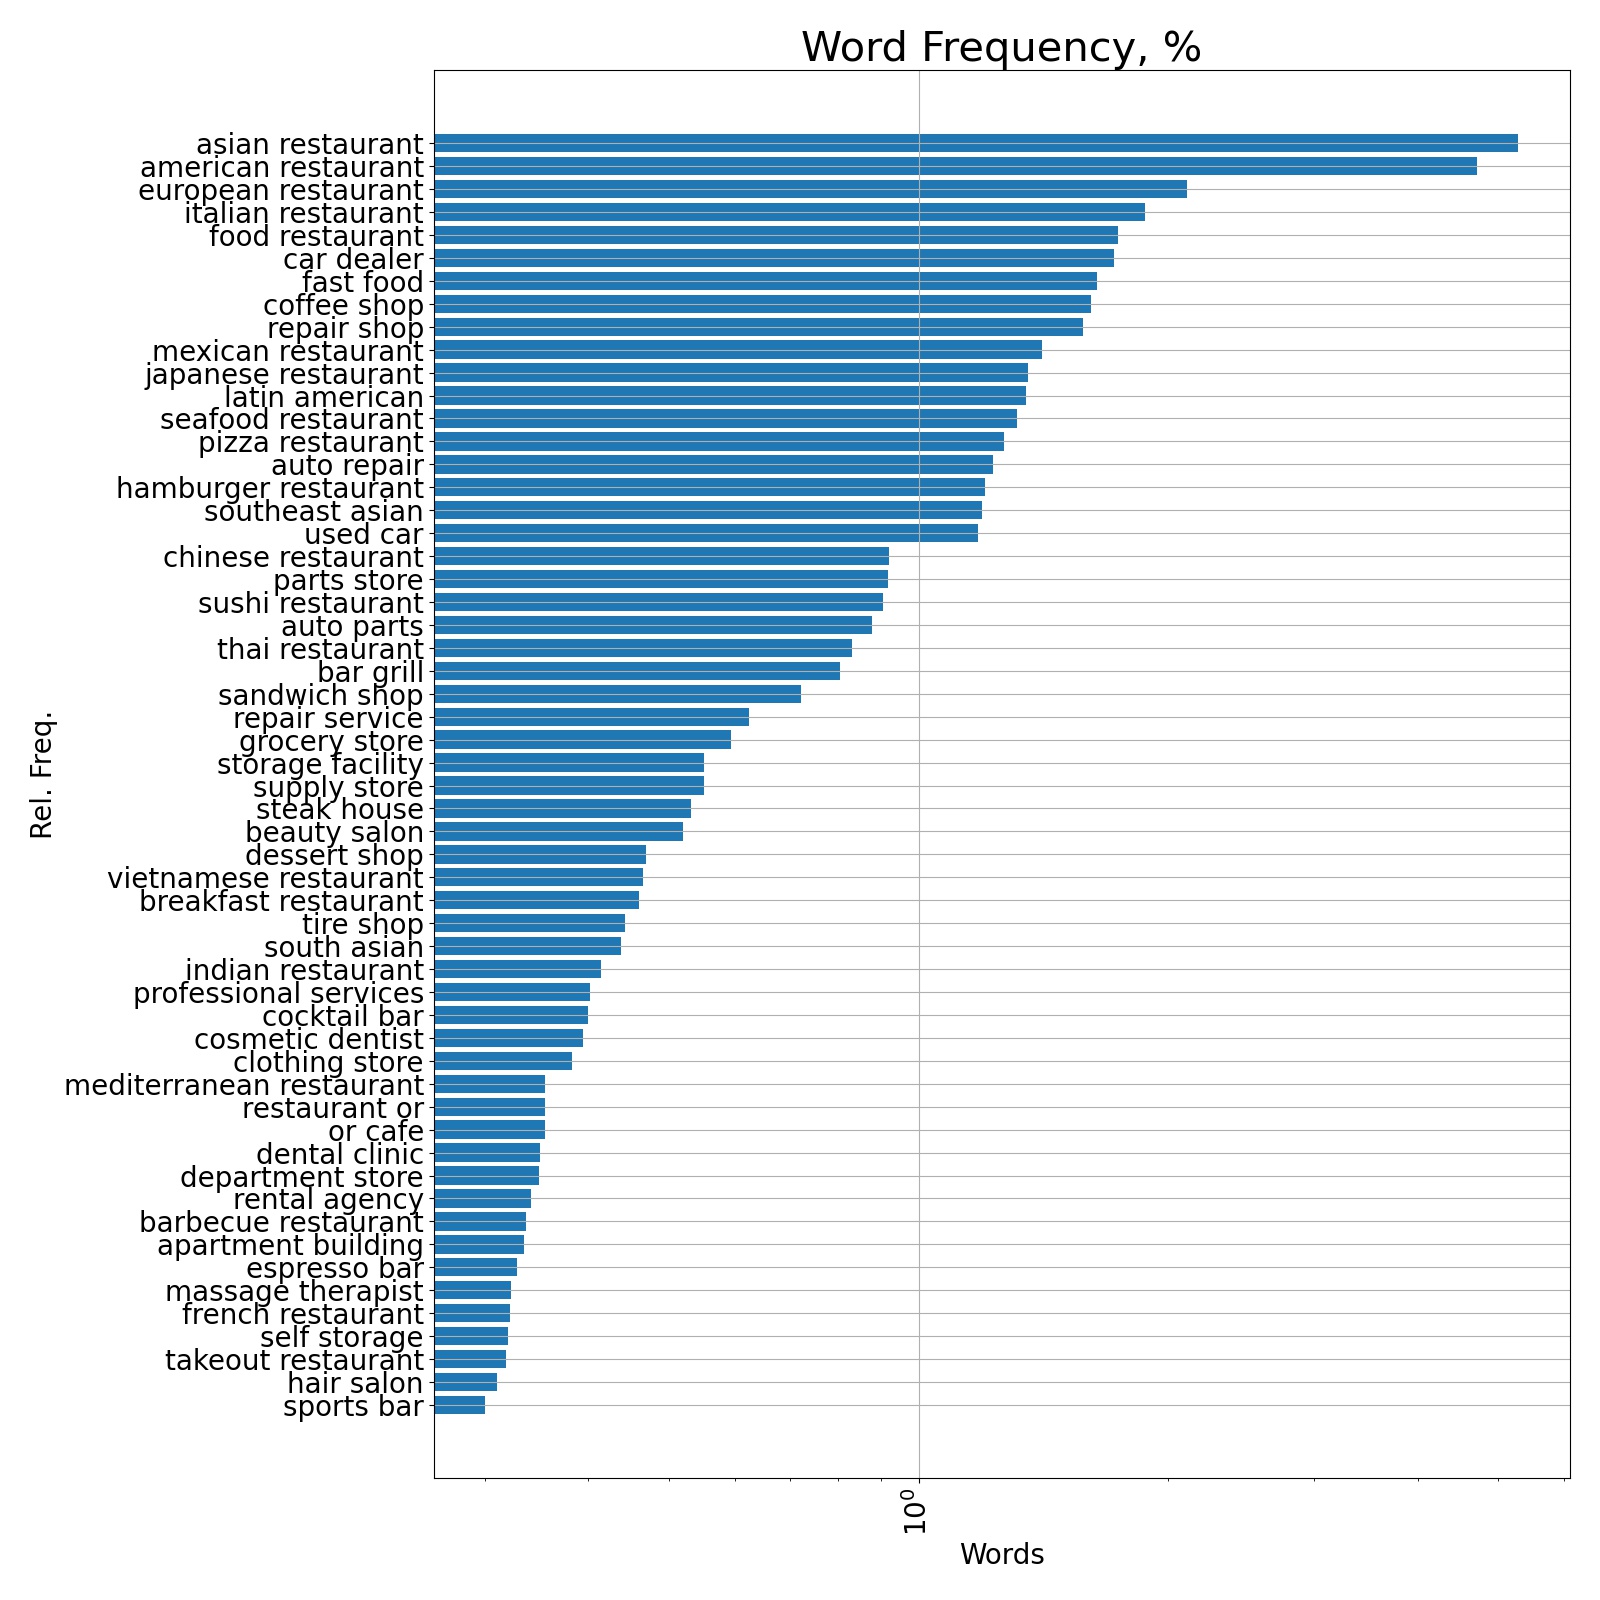 Word Frequency, %
asian restaurant
american restaurant
european restaurant
italian restaurant
food restaurant
car dealer
fast food
coffee shop
repair shop
mexican restaurant
japanese restaurant
latin american
seafood restaurant
pizza restaurant
auto repair
hamburger restaurant
southeast asian
used car
chinese restaurant
parts store
sushi restaurant
auto parts
thai restaurant
bar grill
sandwich shop
repair service
grocery store
storage facility
supply store
steak house
beauty salon
dessert shop
vietnamese restaurant
breakfast restaurant
tire shop
south asian
indian restaurant
professional services
cocktail bar
cosmetic dentist
clothing store
mediterranean restaurant
restaurant or
or cafe
dental clinic
department store
rental agency
barbecue restaurant
apartment building
espresso bar
massage therapist
french restaurant
self storage
takeout restaurant
hair salon
sports bar
Rel. Freq.
10⁰
Words